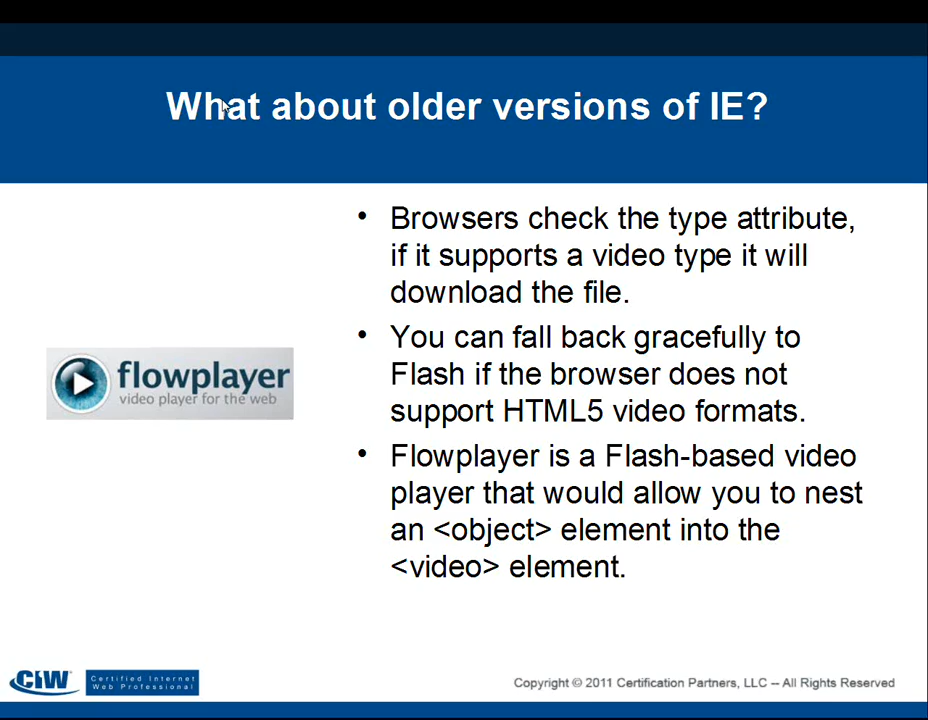 What about older versions of IE?
• Browsers check the type attribute,
if it supports a video type it will
download the file.
• You can fall back gracefully to
Flash if the browser does not
support HTML5 video formats.
• Flowplayer is a Flash-based video
player that would allow you to nest
an <object> element into the
<video> element.
flowplayer
video player for the web
CIW
Certified Internet
Web Professional
Copyright © 2011 Certification Partners, LLC -- All Rights Reserved